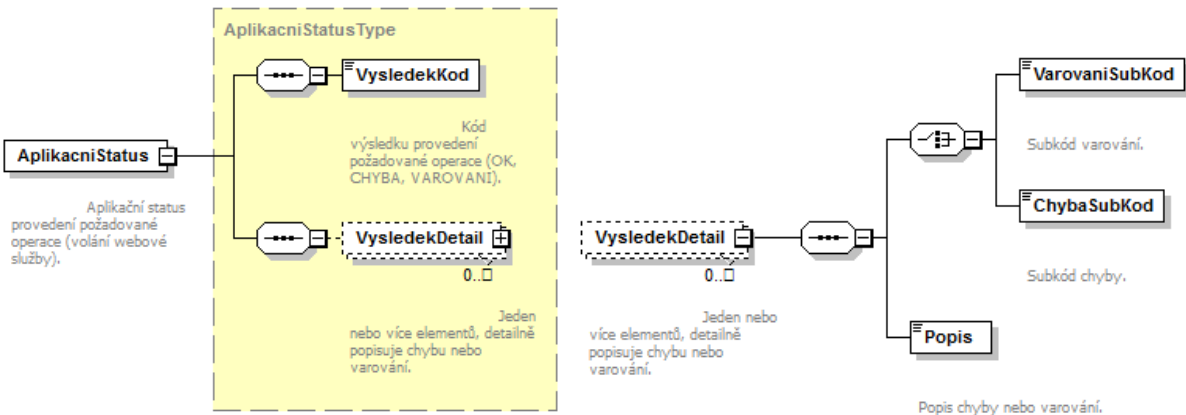 AplikacniStatusType
VysledekKod
Kód
výsledku provedení
požadované operace (OK,
CHYBA, VAROVANI).
AplikacniStatus
Aplikační status
provedení požadované
operace (volání webové
služby).
VysledekDetail
0..□
Jeden
nebo více elementů, detailně
popisuje chybu nebo
varování.
VysledekDetail
0..□
Jeden nebo
více elementů, detailně
popisuje chybu nebo
varování.
VarovaniSubKod
Subkód varování.
ChybaSubKod
Subkód chyby.
Popis
Popis chyby nebo varování.